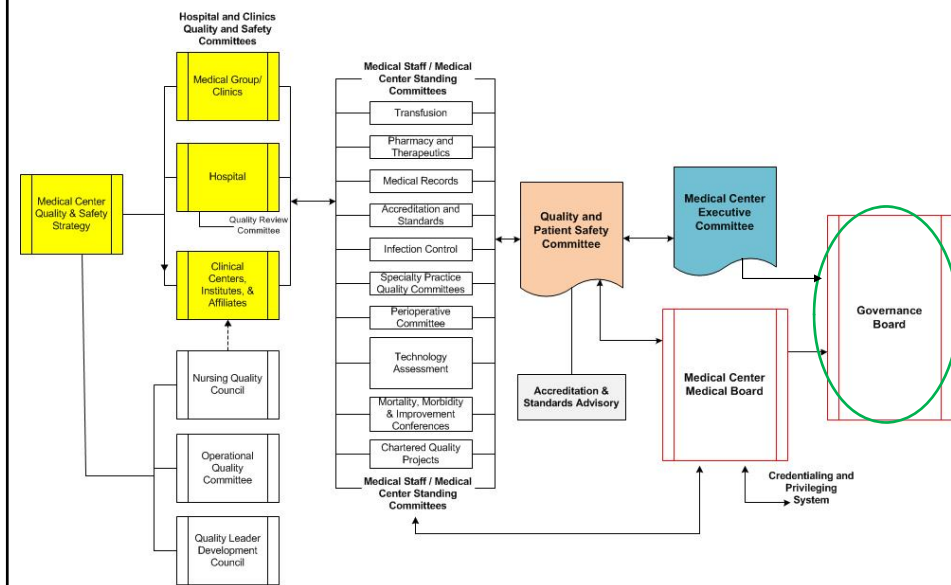 Hospital and Clinics
Quality and Safety
Committees
Medical Group/
Clinics
Hospital
Quality Review
Committee
Medical Center
Quality & Safety
Strategy
Clinical
Centers,
Institutes, &
Affiliates
Nursing Quality
Council
Operational
Quality
Committee
Quality Leader
Development
Council
Medical Staff / Medical
Center Standing
Committees
Transfusion
Pharmacy and
Therapeutics
Medical Records
Accreditation and
Standards
Infection Control
Specialty Practice
Quality Committees
Perioperative
Committee
Technology
Assessment
Mortality, Morbidity
& Improvement
Conferences
Chartered Quality
Projects
Medical Staff / Medical
Center Standing
Committees
Quality and
Patient Safety
Committee
Accreditation &
Standards Advisory
Medical Center
Executive
Committee
Medical Center
Medical Board
Credentialing and
Privileging
System
Governance
Board